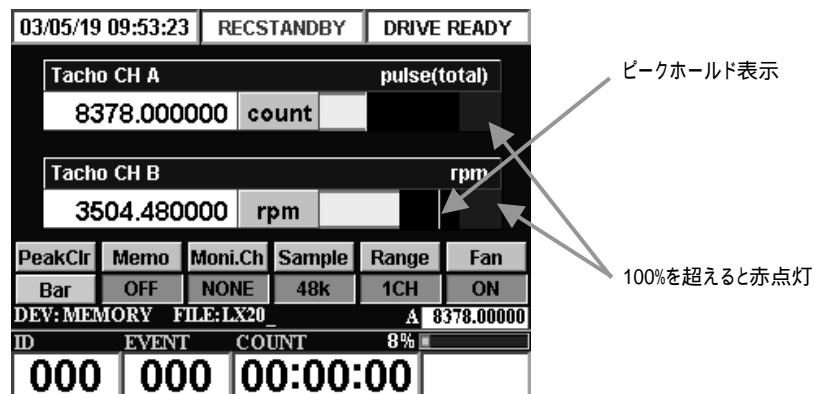 03/05/19 09:53:23 RECSTANDBY DRIVE READY
Tacho CH A pulse(total)
8378.000000 count
Tacho CH B rpm
3504.480000 rpm
PeakClr Memo Moni.Ch Sample Range Fan
Bar OFF NONE 48k 1CH ON
DEV:MEMORY FILE:LX20_ A 8378.00000
ID EVENT COUNT 8%
000 000 00:00:00
ピークホールド表示
100%を超えると赤点灯